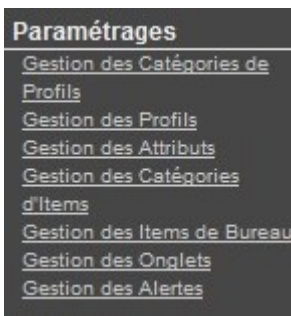 Paramétrages
Gestion des Catégories de
Profils
Gestion des Profils
Gestion des Attributs
Gestion des Catégories
d'Items
Gestion des Items de Bureau
Gestion des Onglets
Gestion des Alertes